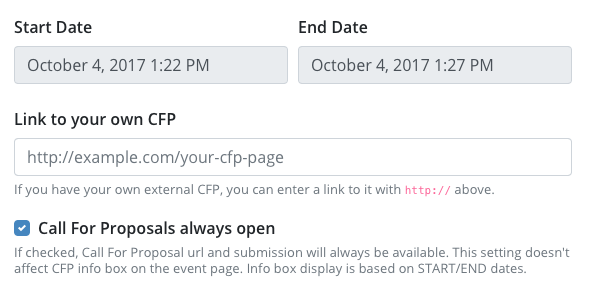 Start Date End Date
October 4, 2017 1:22 PM October 4, 2017 1:27 PM
Link to your own CFP
http://example.com/your-cfp-page
If you have your own external CFP, you can enter a link to it with http:// above.
Call For Proposals always open
If checked, Call For Proposal url and submission will always be available. This setting doesn't
affect CFP info box on the event page. Info box display is based on START/END dates.